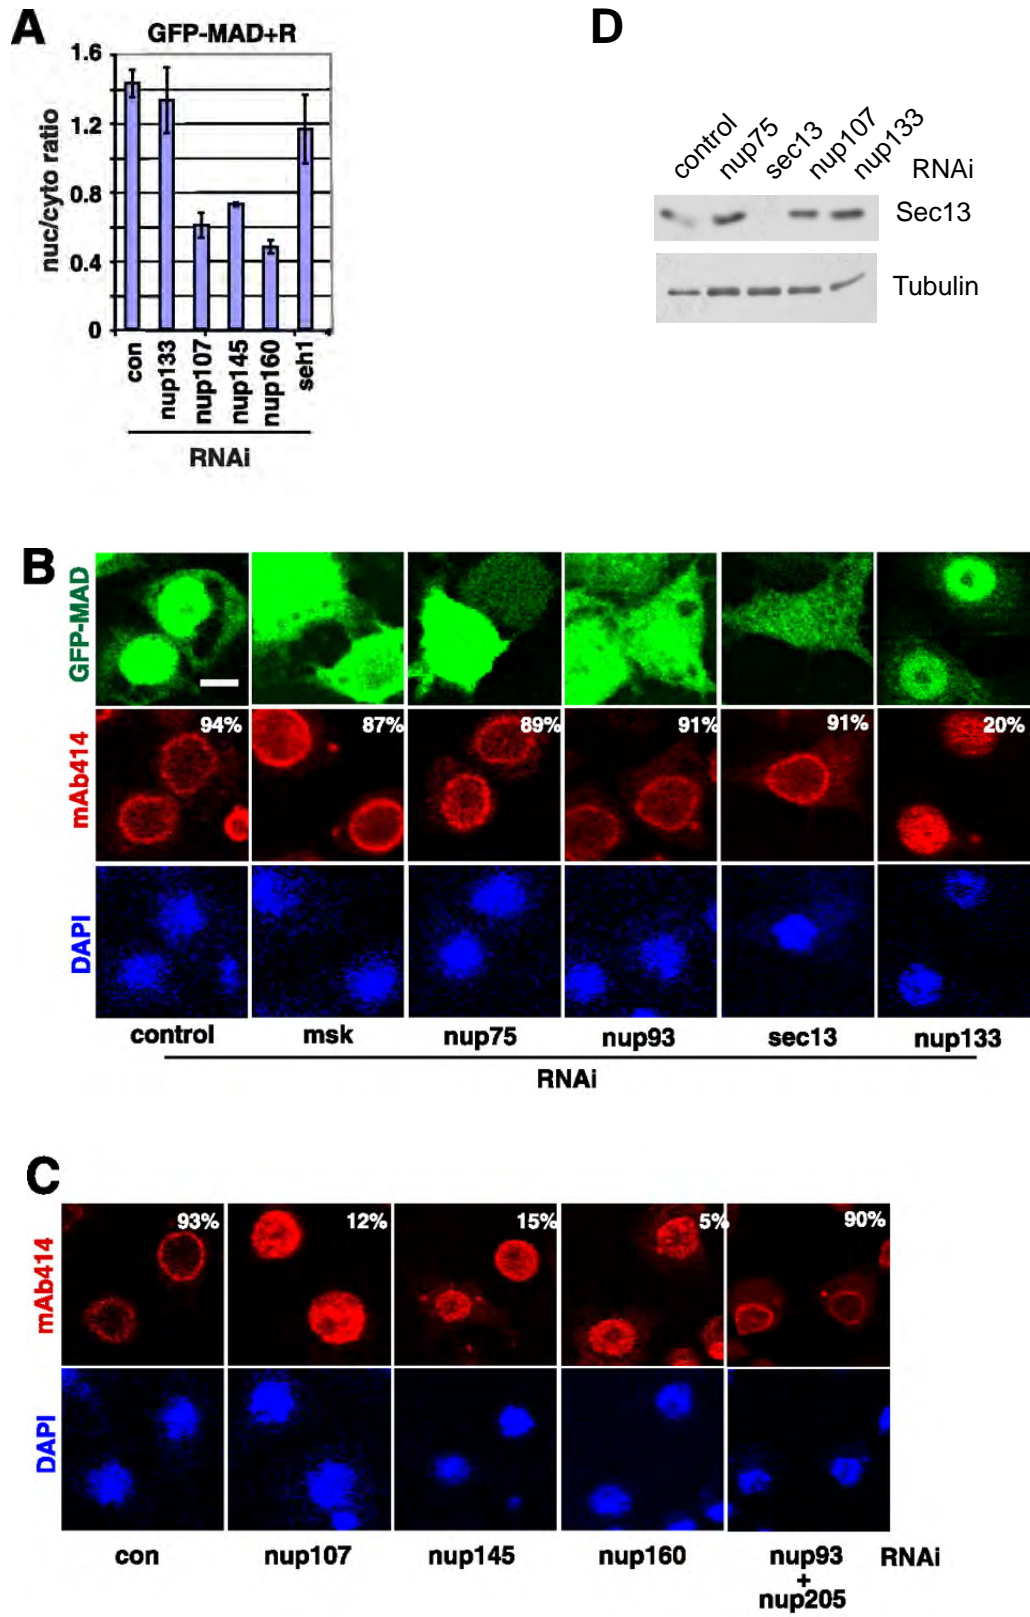 A
GFP-MAD+R
nuc/cyto ratio
1.6
1.2
0.8
0.4
0
con
nup133
nup107
nup145
nup160
seh1
RNAi
D
control
nup75
sec13
nup107
nup133
RNAi
Sec13
Tubulin
B
GFP-MAD
mAb414
94%
87%
89%
91%
91%
20%
DAPI
control
msk
nup75
nup93
sec13
nup133
RNAi
C
mAb414
93%
12%
15%
5%
90%
DAPI
con
nup107
nup145
nup160
nup93
+
nup205
RNAi